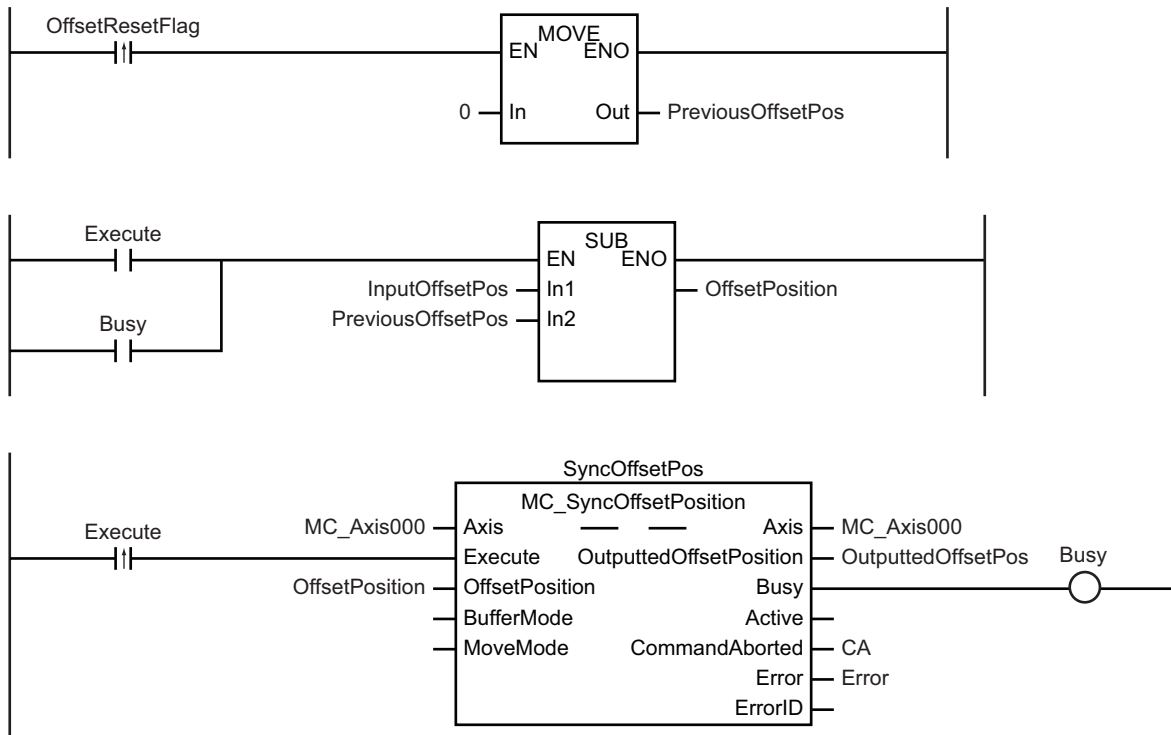 OffsetResetFlag
MOVE
EN ENO
0 In Out PreviousOffsetPos
Execute
SUB
EN ENO
InputOffsetPos In1 OffsetPosition
PreviousOffsetPos In2
Busy
SyncOffsetPos
MC_SyncOffsetPosition
Execute
MC_Axis000 Axis Axis MC_Axis000
Execute OutputtedOffsetPosition OutputtedOffsetPos
Busy
OffsetPosition OffsetPosition Busy
BufferMode Active
MoveMode CommandAborted CA
Error Error
ErrorID